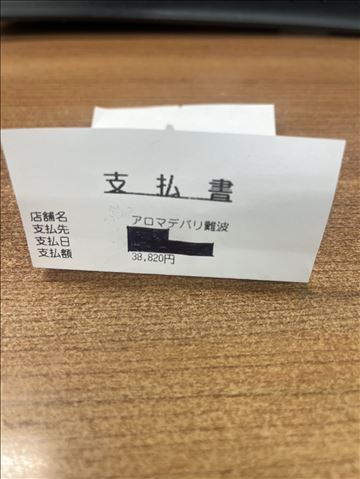 支払書
店舗名 アロマデバリ難波
支払先
支払日
支払額 38,820円